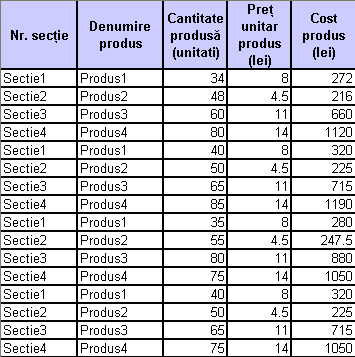 Nr. secție Denumire produs Cantitate produsă (unitati) Preț unitar produs (lei) Cost produs (lei)
Sectie1 Produs1 34 8 272
Sectie2 Produs2 48 4.5 216
Sectie3 Produs3 60 11 660
Sectie4 Produs4 80 14 1120
Sectie1 Produs1 40 8 320
Sectie2 Produs2 50 4.5 225
Sectie3 Produs3 65 11 715
Sectie4 Produs4 85 14 1190
Sectie1 Produs1 35 8 280
Sectie2 Produs2 55 4.5 247.5
Sectie3 Produs3 80 11 880
Sectie4 Produs4 75 14 1050
Sectie1 Produs1 40 8 320
Sectie2 Produs2 50 4.5 225
Sectie3 Produs3 65 11 715
Sectie4 Produs4 75 14 1050